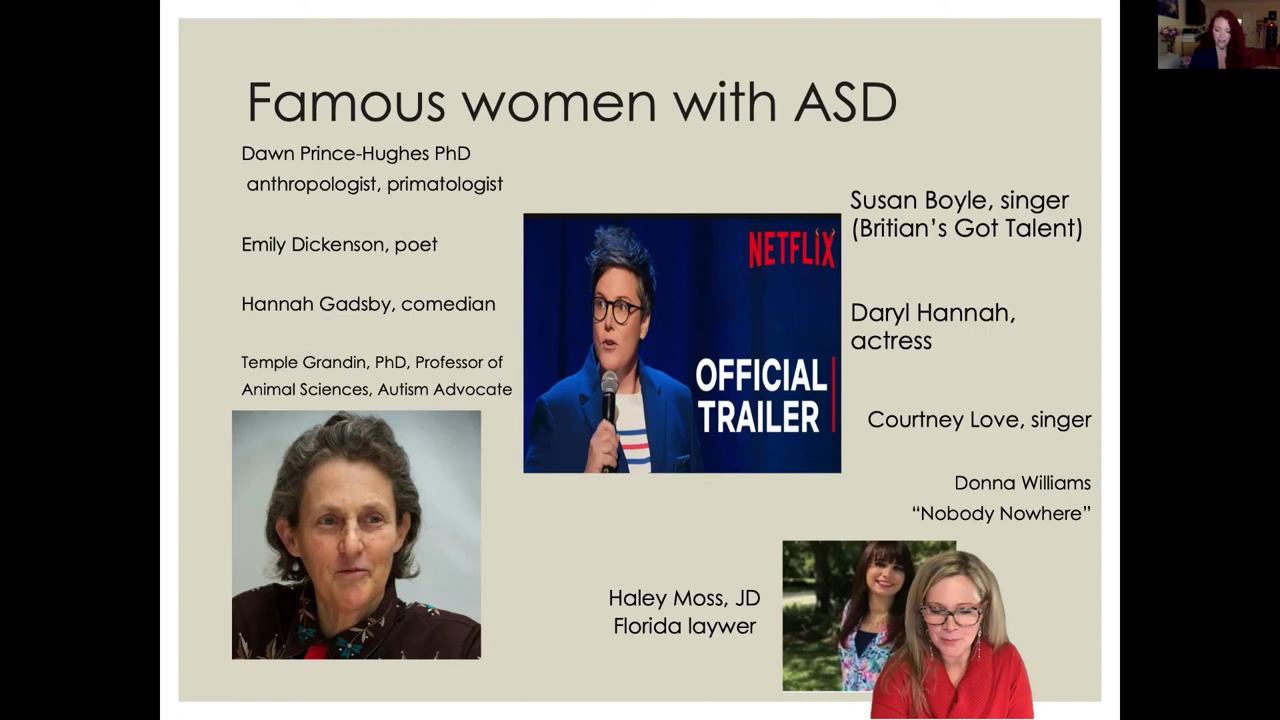 Famous women with ASD
Dawn Prince-Hughes PhD
anthropologist, primatologist
Emily Dickenson, poet
Hannah Gadsby, comedian
Temple Grandin, PhD, Professor of
Animal Sciences, Autism Advocate
NETFLIX
OFFICIAL
TRAILER
Susan Boyle, singer
(Britian's Got Talent)
Daryl Hannah,
actress
Courtney Love, singer
Donna Williams
“Nobody Nowhere”
Haley Moss, JD
Florida laywer